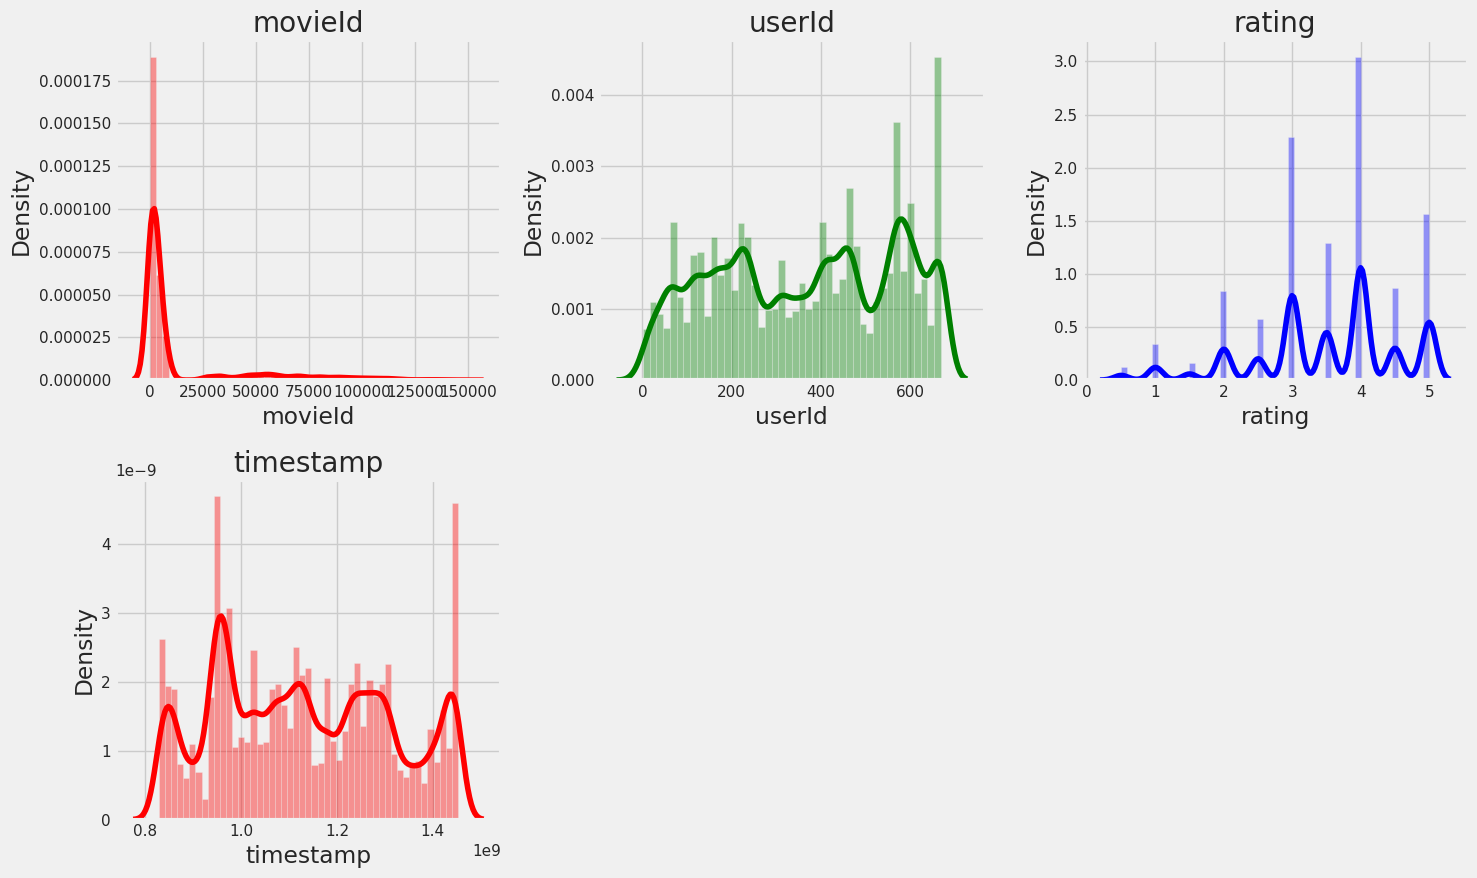 movieId
Density
0.000175
0.000150
0.000125
0.000100
0.000075
0.000050
0.000025
0.000000
0 25000 50000 75000 100000 125000 150000
movieId
userId
Density
0.004
0.003
0.002
0.001
0.000
0 200 400 600
userId
rating
Density
3.0
2.5
2.0
1.5
1.0
0.5
0.0
0 1 2 3 4 5
rating
timestamp
1e−9
Density
4
3
2
1
0
0.8 1.0 1.2 1.4
1e9
timestamp